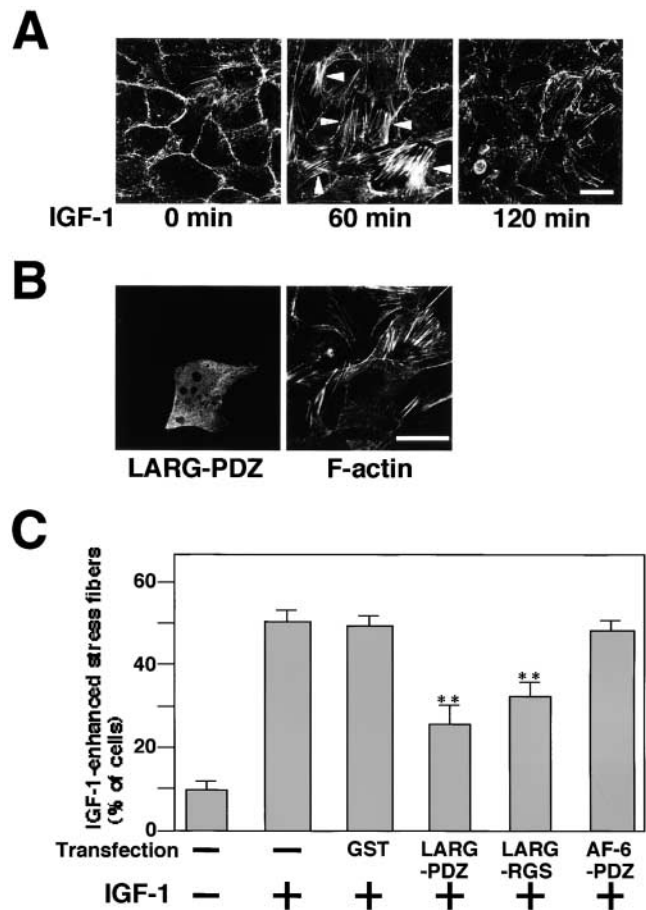 A
IGF-1 0 min 60 min 120 min
B
LARG-PDZ F-actin
C
IGF-1-enhanced stress fibers
(% of cells)
60
40
20
0
Transfection — — GST LARG LARG AF-6
-PDZ -RGS -PDZ
** **
IGF-1 — + + + + +